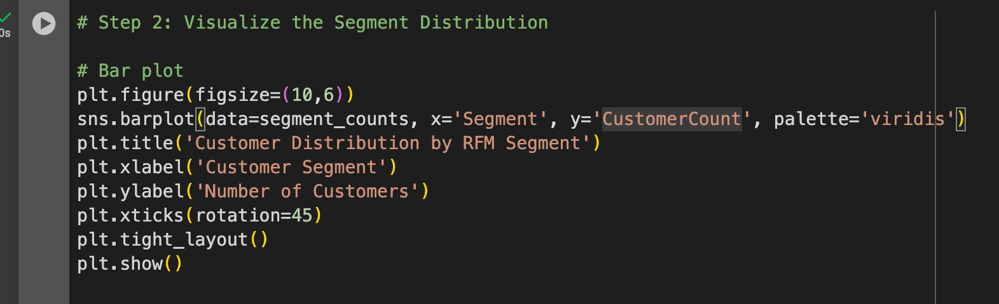 # Step 2: Visualize the Segment Distribution
0s
# Bar plot
plt.figure(figsize=(10,6))
sns.barplot(data=segment_counts, x='Segment', y='CustomerCount', palette='viridis')
plt.title('Customer Distribution by RFM Segment')
plt.xlabel('Customer Segment')
plt.ylabel('Number of Customers')
plt.xticks(rotation=45)
plt.tight_layout()
plt.show()